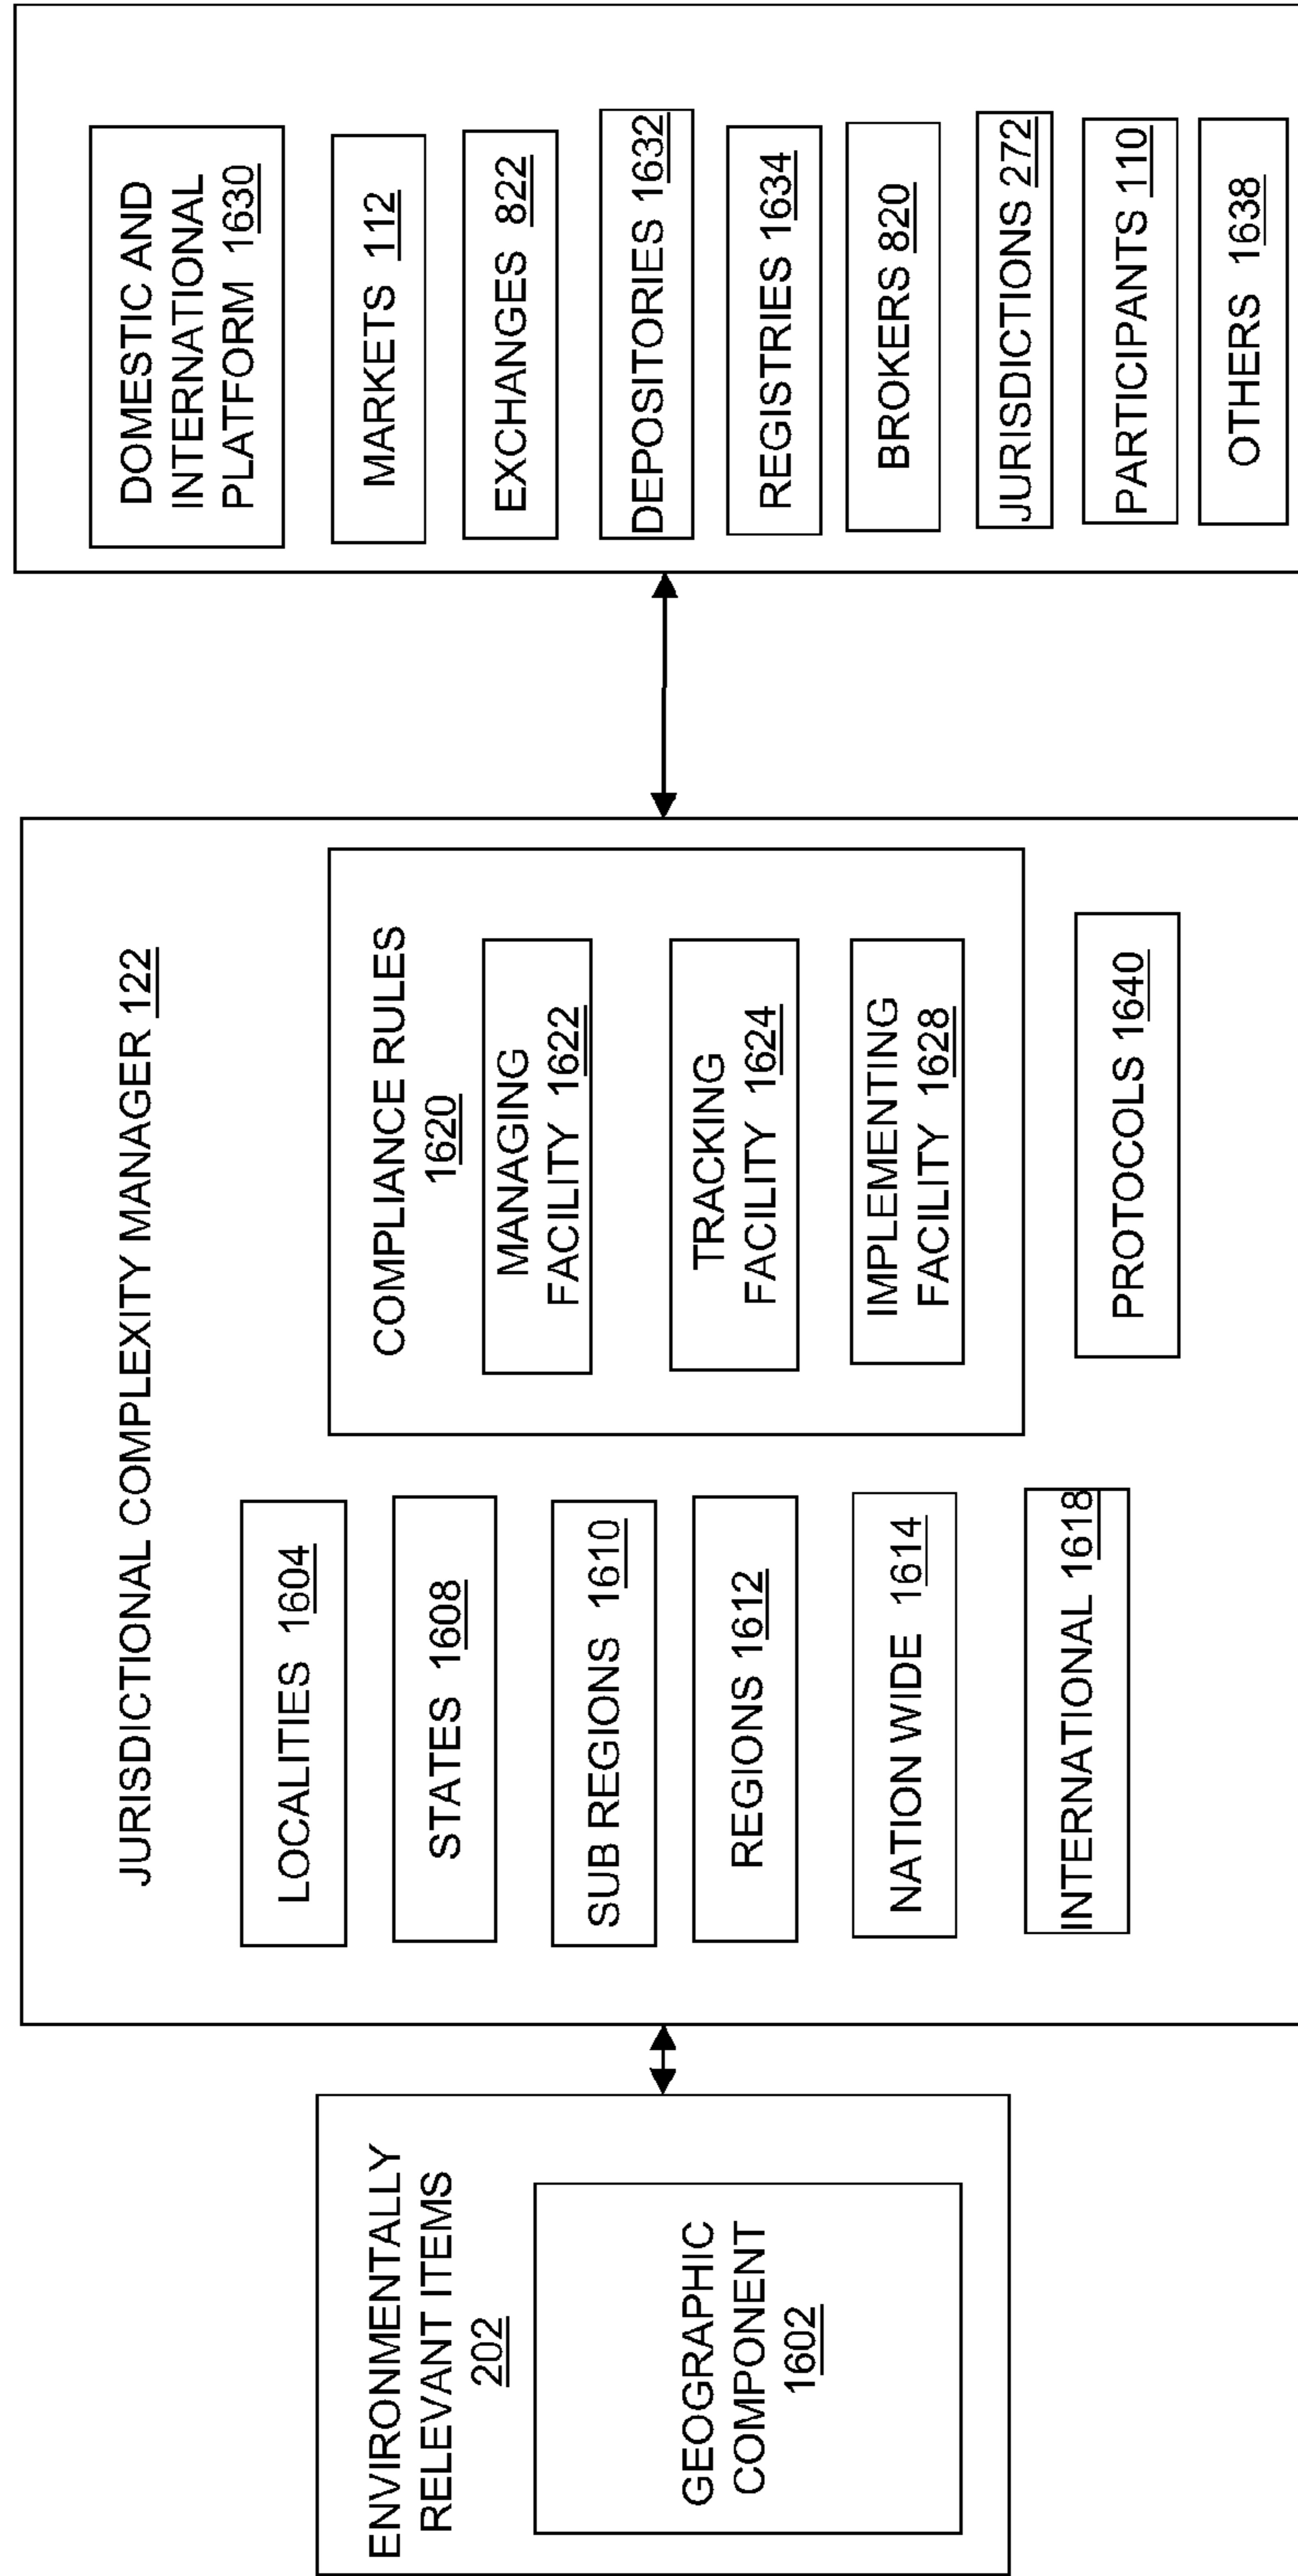 ENVIRONMENTALLY
RELEVANT ITEMS
202
GEOGRAPHIC
COMPONENT
1602
JURISDICTIONAL COMPLEXITY MANAGER 122
LOCALITIES 1604
STATES 1608
SUB REGIONS 1610
REGIONS 1612
NATION WIDE 1614
INTERNATIONAL 1618
COMPLIANCE RULES
1620
MANAGING
FACILITY 1622
TRACKING
FACILITY 1624
IMPLEMENTING
FACILITY 1628
PROTOCOLS 1640
DOMESTIC AND
INTERNATIONAL
PLATFORM 1630
MARKETS 112
EXCHANGES 822
DEPOSITORIES 1632
REGISTRIES 1634
BROKERS 820
JURISDICTIONS 272
PARTICIPANTS 110
OTHERS 1638